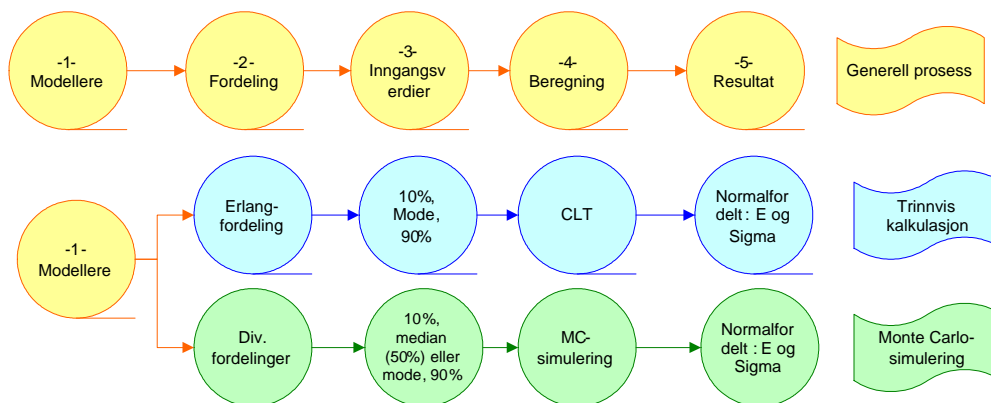 -1-
Modellere
-2-
Fordeling
-3-
Inngangsv
erdier
-4-
Beregning
-5-
Resultat
Generell prosess
-1-
Modellere
Erlang-
fordeling
10%,
Mode,
90%
CLT
Normalfor
delt : E og
Sigma
Trinnvis
kalkulasjon
Div.
fordelinger
10%,
median
(50%) eller
mode, 90%
MC-
simulering
Normalfor
delt : E og
Sigma
Monte Carlo-
simulering